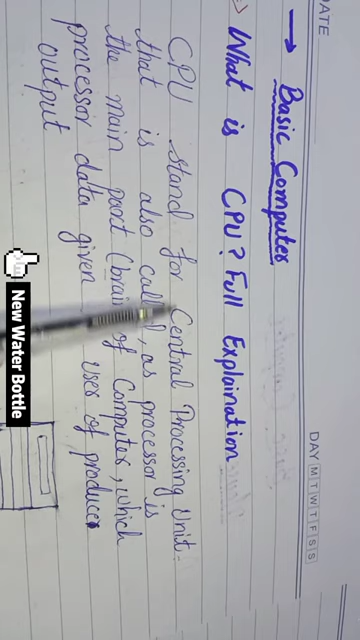 DATE
DAY M T W T F S S
→ Basic Computer
What is CPU? Full Explaination
CPU stand for Central Processing Unit.
that is also called, as processor is
the main part (brain of Computer, which
processor data given uses of produce
output
New Water Bottle